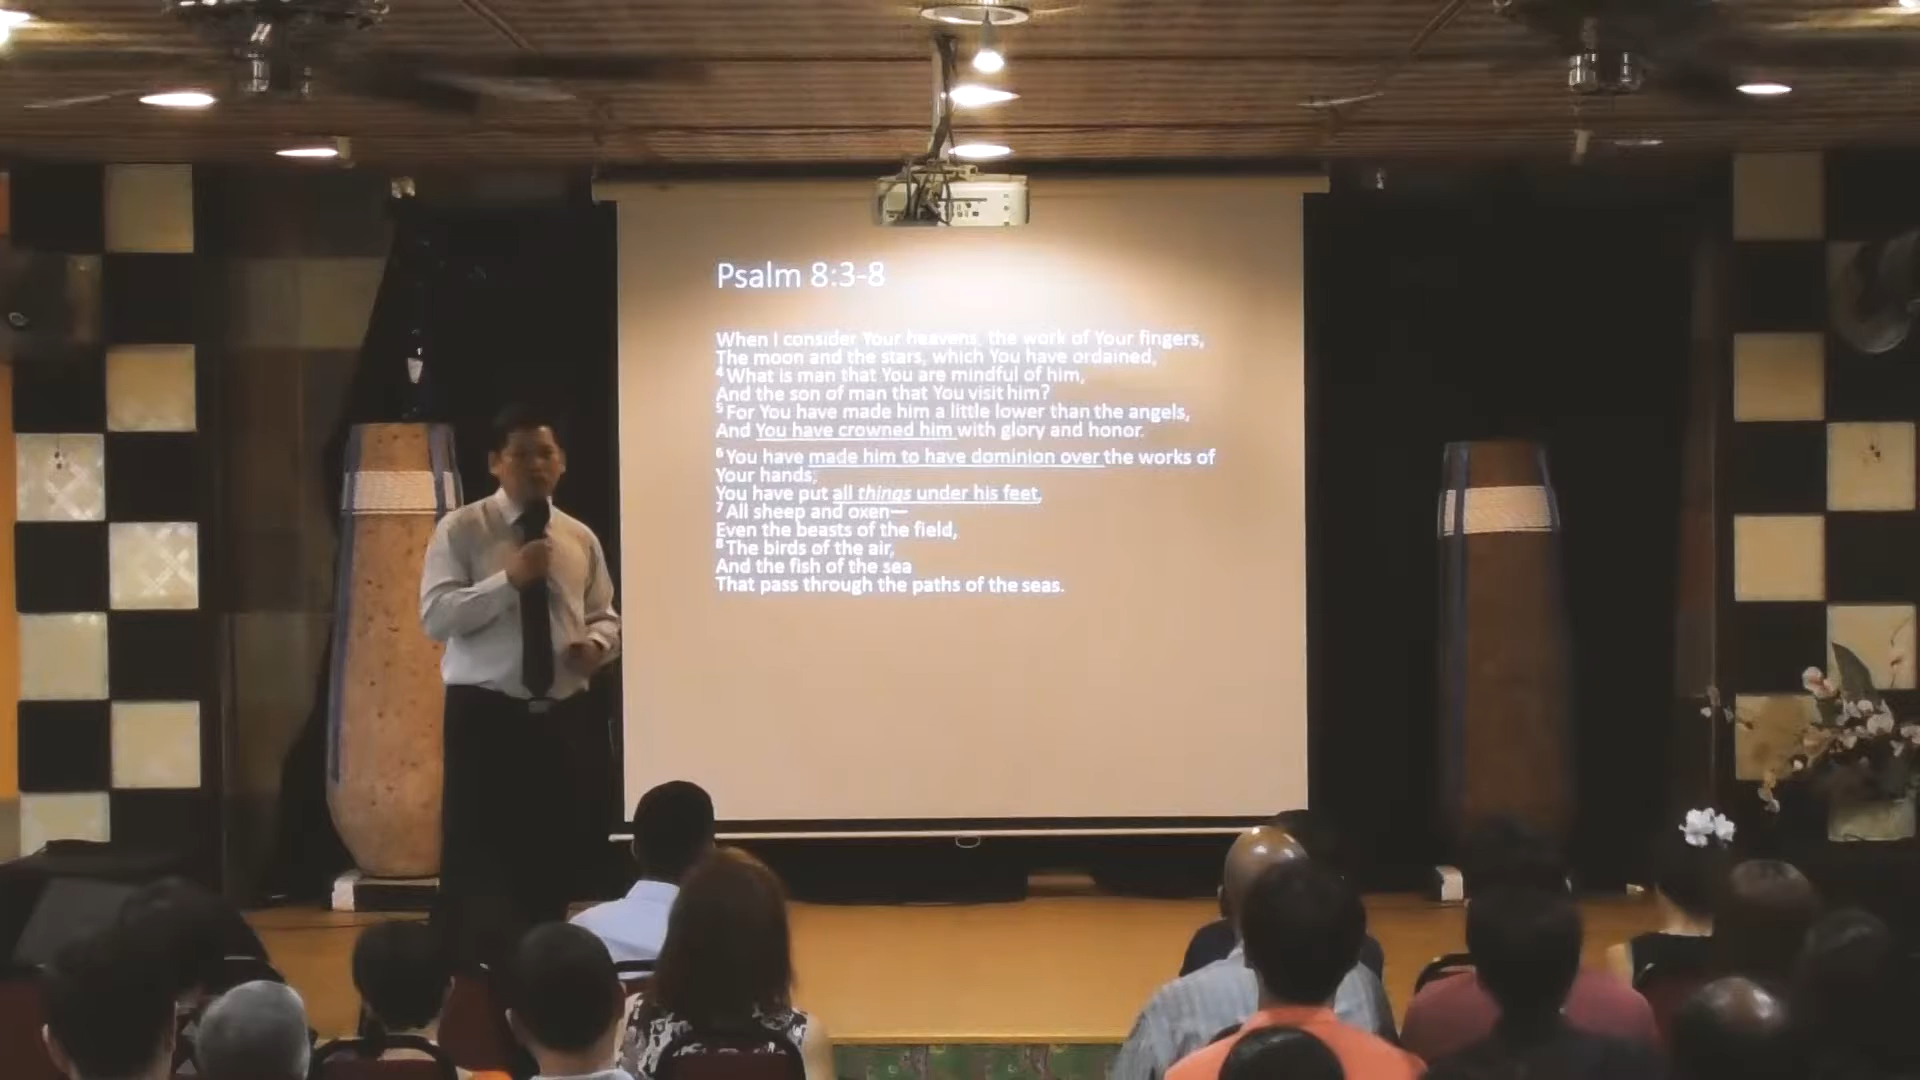 Psalm 8:3-8
When I consider Your heavens, the work of Your fingers,
The moon and the stars, which You have ordained,
4 What is man that You are mindful of him,
And the son of man that You visit him?
5 For You have made him a little lower than the angels,
And You have crowned him with glory and honor.
6 You have made him to have dominion over the works of
Your hands;
You have put all things under his feet,
7 All sheep and oxen—
Even the beasts of the field,
8 The birds of the air,
And the fish of the sea
That pass through the paths of the seas.